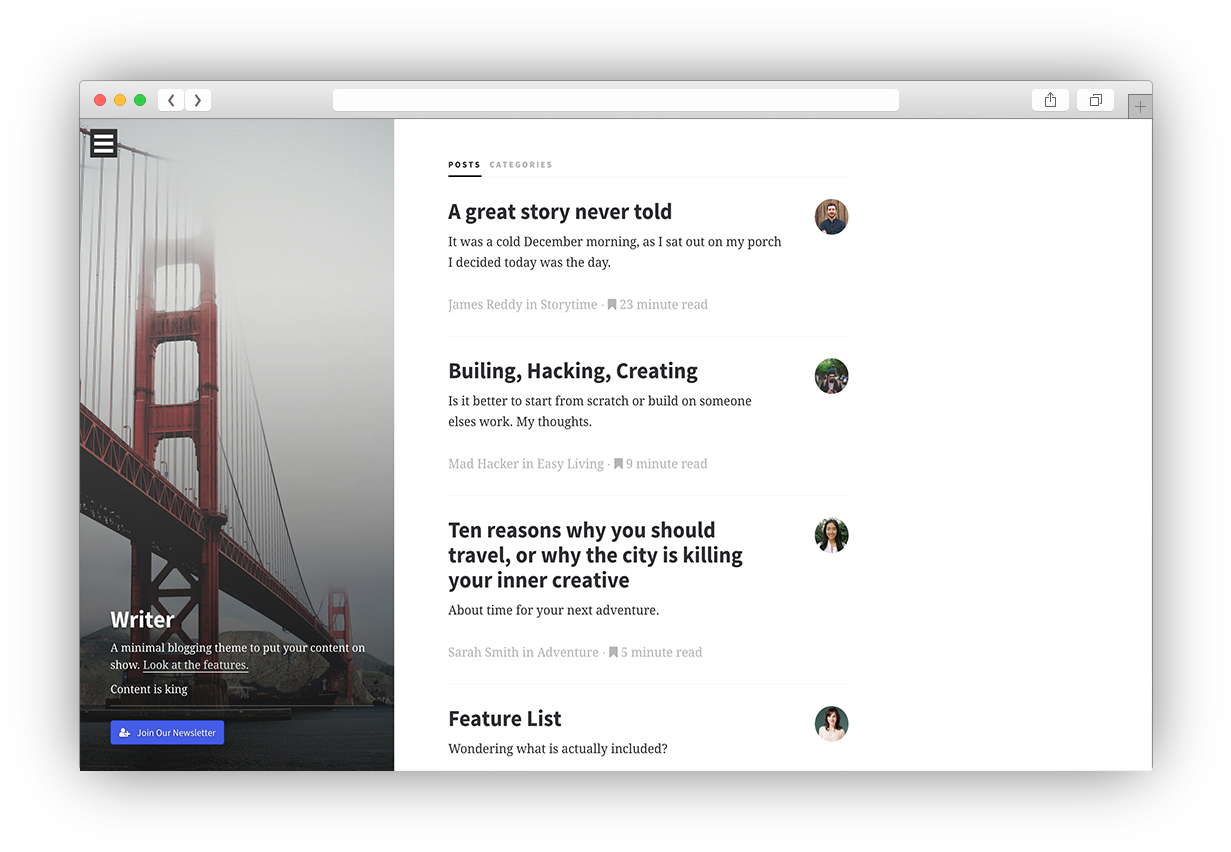 POSTS CATEGORIES
A great story never told
It was a cold December morning, as I sat out on my porch
I decided today was the day.
James Reddy in Storytime · 23 minute read
Builing, Hacking, Creating
Is it better to start from scratch or build on someone
elses work. My thoughts.
Mad Hacker in Easy Living · 9 minute read
Ten reasons why you should
travel, or why the city is killing
your inner creative
About time for your next adventure.
Sarah Smith in Adventure · 5 minute read
Feature List
Wondering what is actually included?
Writer
A minimal blogging theme to put your content on
show. Look at the features.
Content is king
Join Our Newsletter